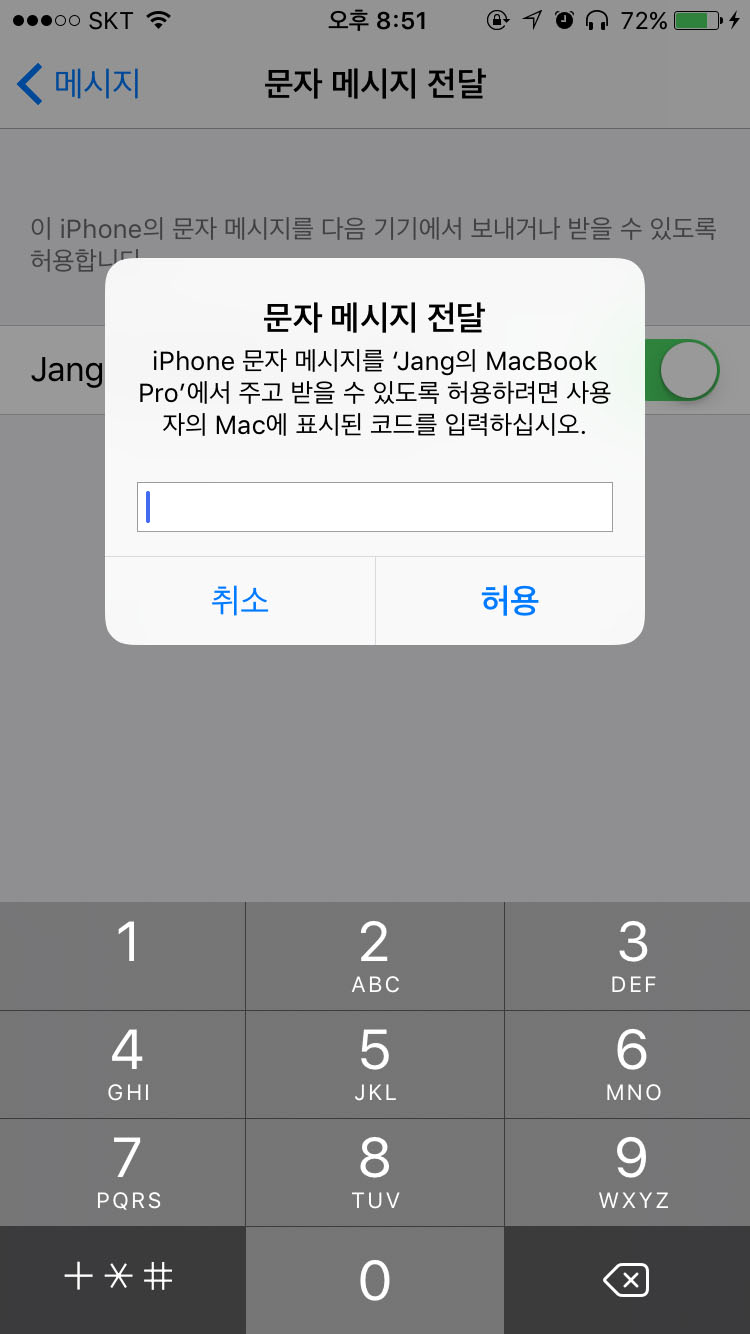 SKT 오후 8:51 72%
메시지 문자 메시지 전달
이 iPhone의 문자 메시지를 다음 기기에서 보내거나 받을 수 있도록
허용합니다.
Jang
문자 메시지 전달
iPhone 문자 메시지를 ‘Jang의 MacBook
Pro’에서 주고 받을 수 있도록 허용하려면 사용
자의 Mac에 표시된 코드를 입력하십시오.
취소 허용
1 2 3
ABC DEF
4 5 6
GHI JKL MNO
7 8 9
PQRS TUV WXYZ
+ * # 0